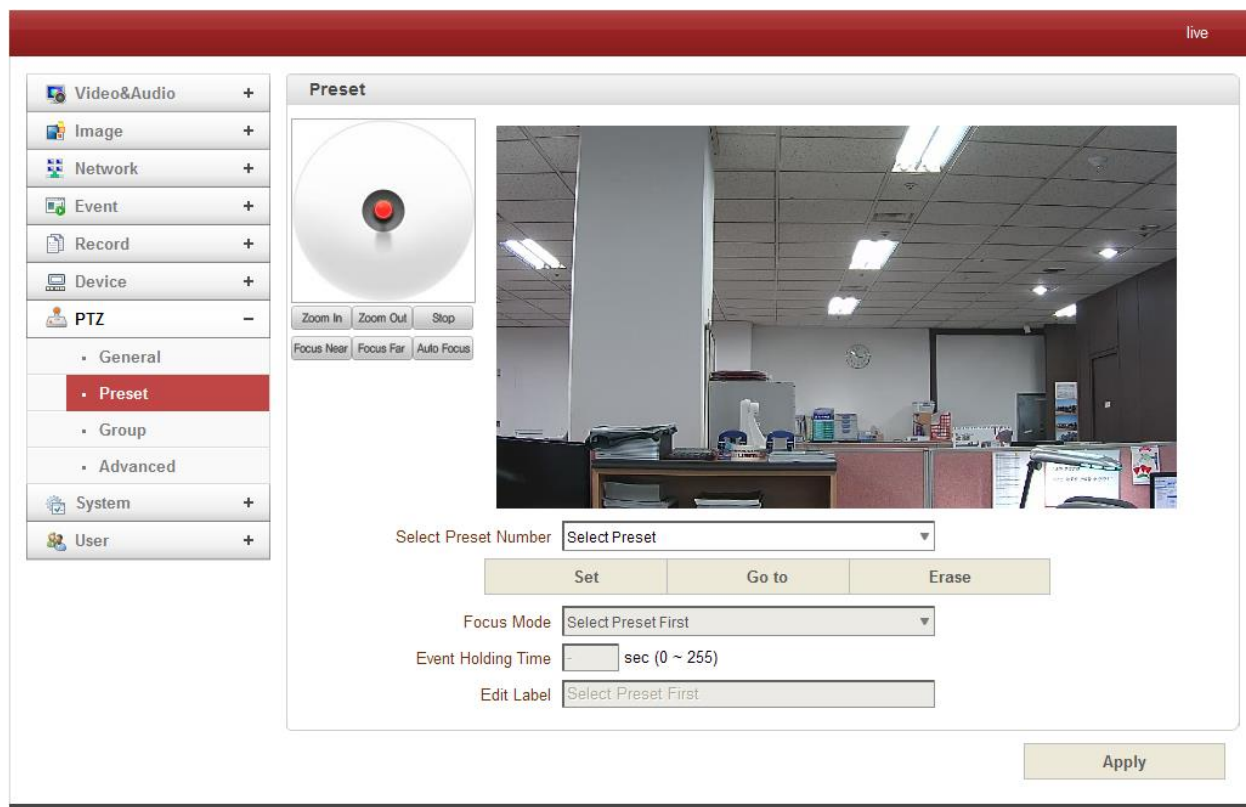 live
Video&Audio +
Image +
Network +
Event +
Record +
Device +
PTZ −
General
Preset
Group
Advanced
System +
User +
Preset
Zoom In Zoom Out Stop
Focus Near Focus Far Auto Focus
Select Preset Number Select Preset
Set Go to Erase
Focus Mode Select Preset First
Event Holding Time - sec (0 ~ 255)
Edit Label Select Preset First
Apply